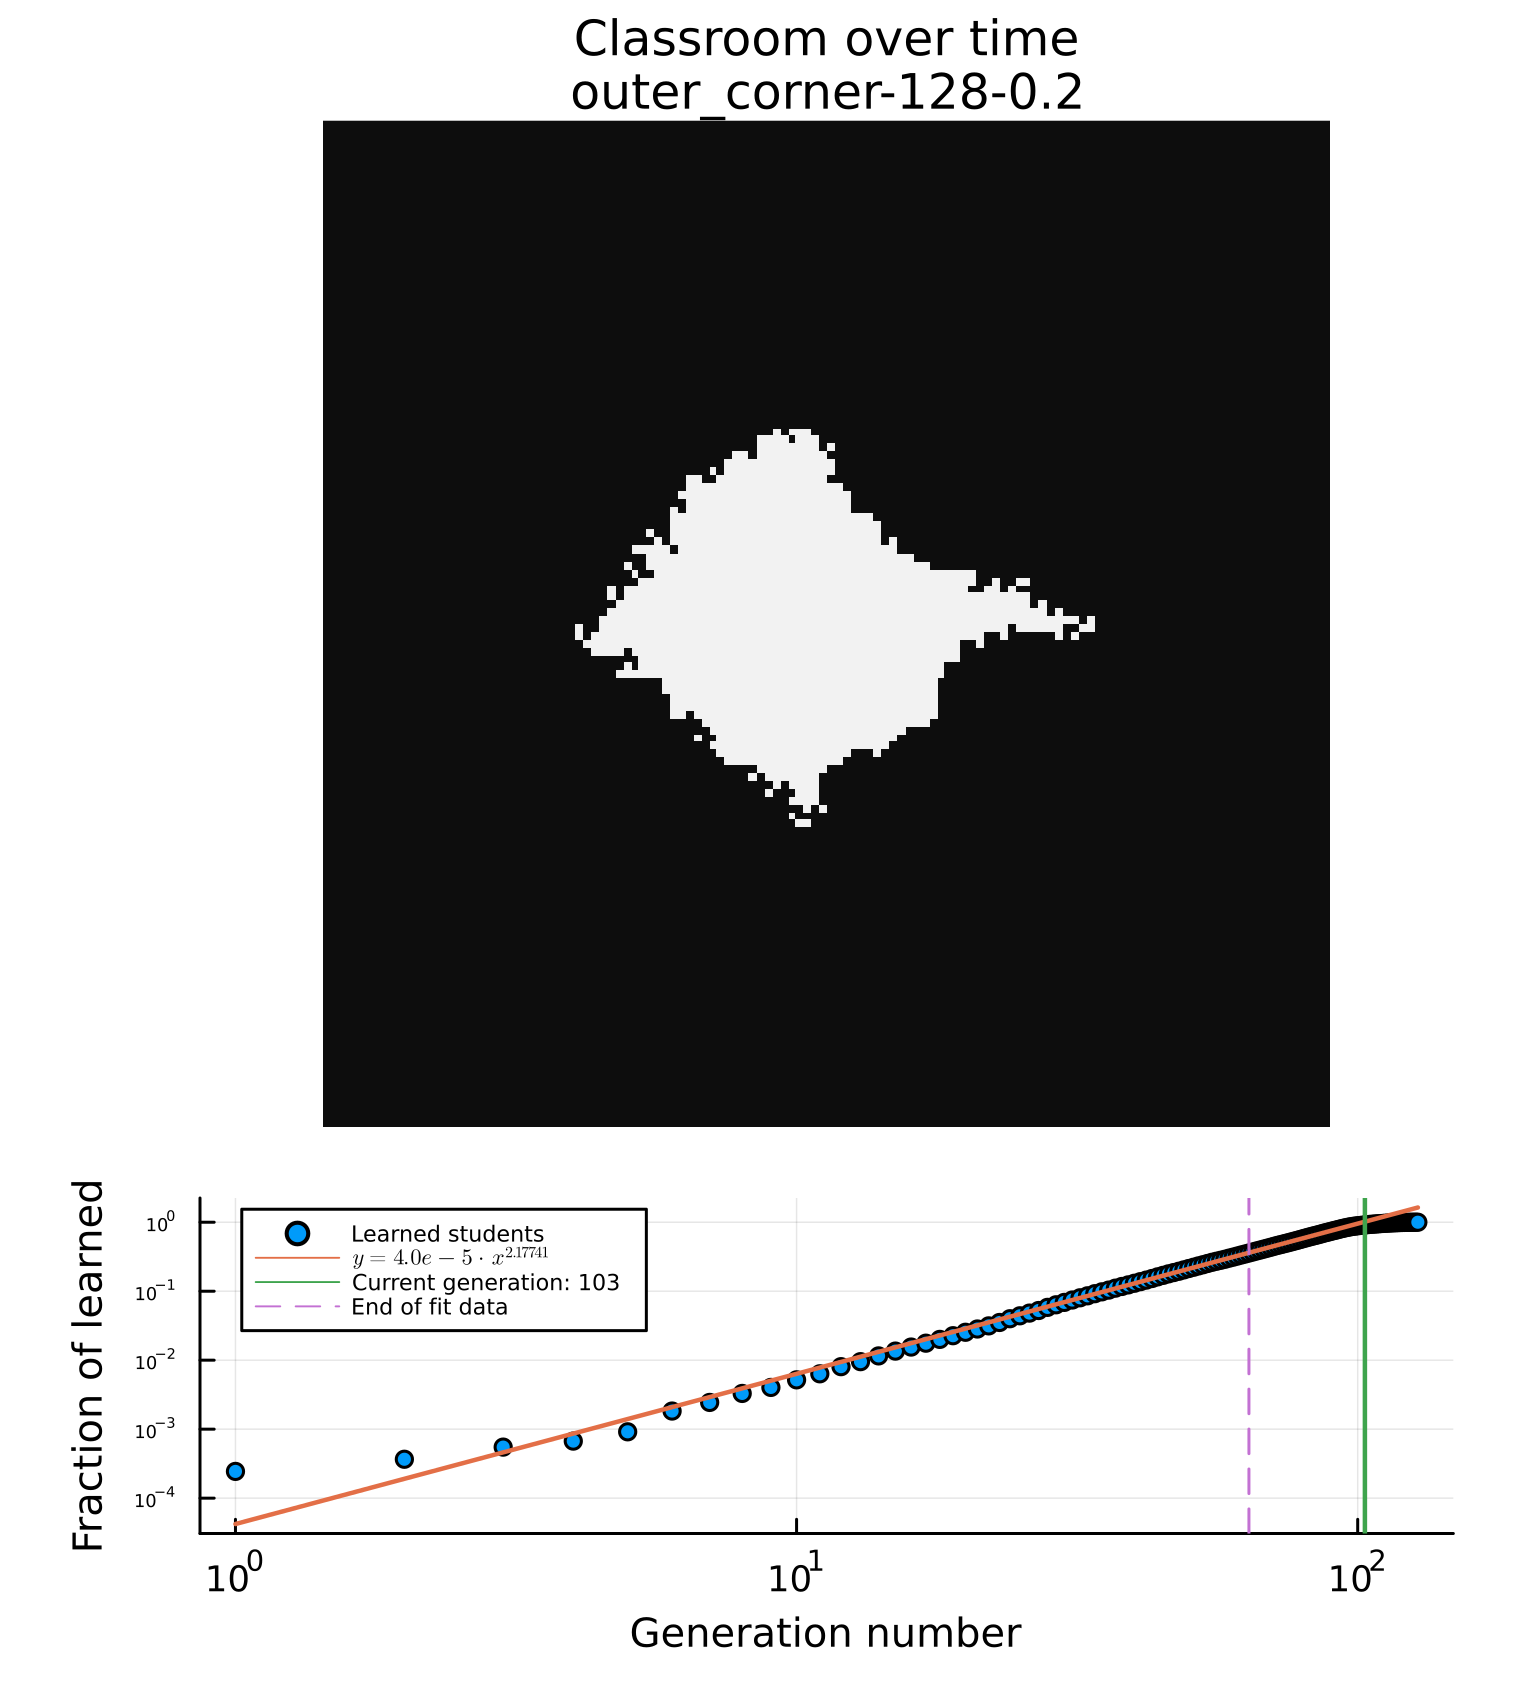 Classroom over time
outer_corner-128-0.2
Fraction of learned
10^0
10^-1
10^-2
10^-3
10^-4
Learned students
y = 4.0e − 5 · x^2.17741
Current generation: 103
End of fit data
10^0 10^1 10^2
Generation number